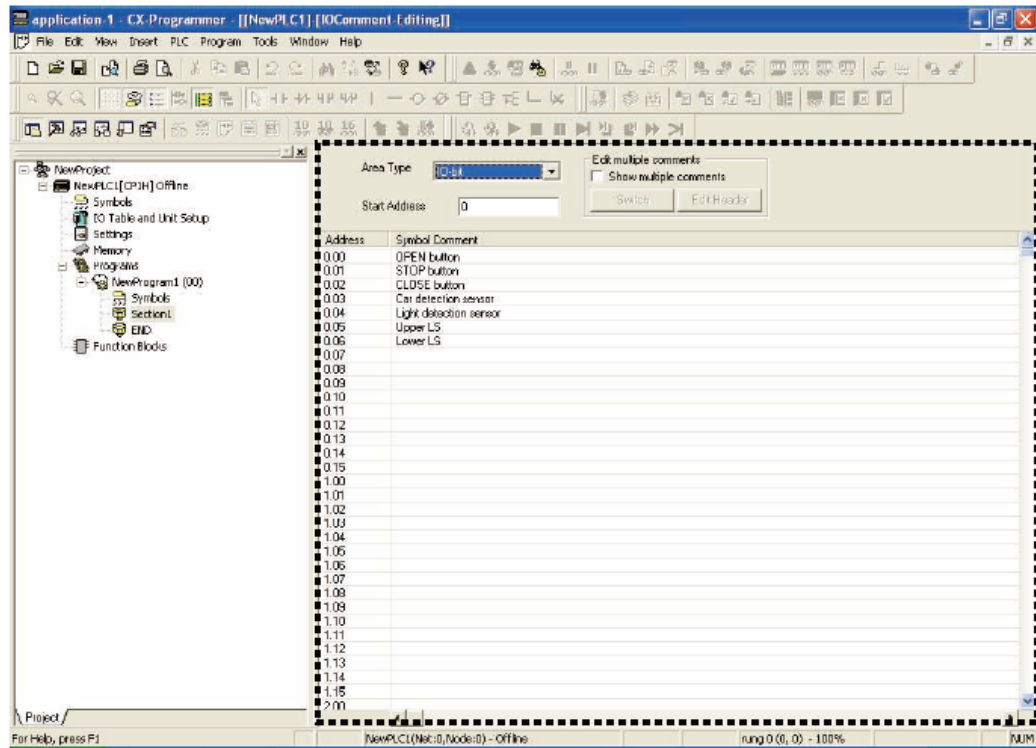 application-1 - CX-Programmer - [[NewPLC1]-[IOComment-Editing]]
File Edit View Insert PLC Program Tools Window Help
NewProject
NewPLC1[CP1H] Offline
Symbols
IO Table and Unit Setup
Settings
Memory
Programs
NewProgram1 (00)
Symbols
Section1
END
Function Blocks
Project
Area Type IO-bit
Start Address 0
Edit multiple comments
Show multiple comments
Switch Edit Header
Address Symbol Comment
0.00 OPEN button
0.01 STOP button
0.02 CLOSE button
0.03 Car detection sensor
0.04 Light detection sensor
0.05 Upper LS
0.06 Lower LS
0.07
0.08
0.09
0.10
0.11
0.12
0.13
0.14
0.15
1.00
1.01
1.02
1.03
1.04
1.05
1.06
1.07
1.08
1.09
1.10
1.11
1.12
1.13
1.14
1.15
2.00
For Help, press F1 NewPLC1(Net:0,Node:0) - Offline rung 0 (0, 0) - 100% NUM